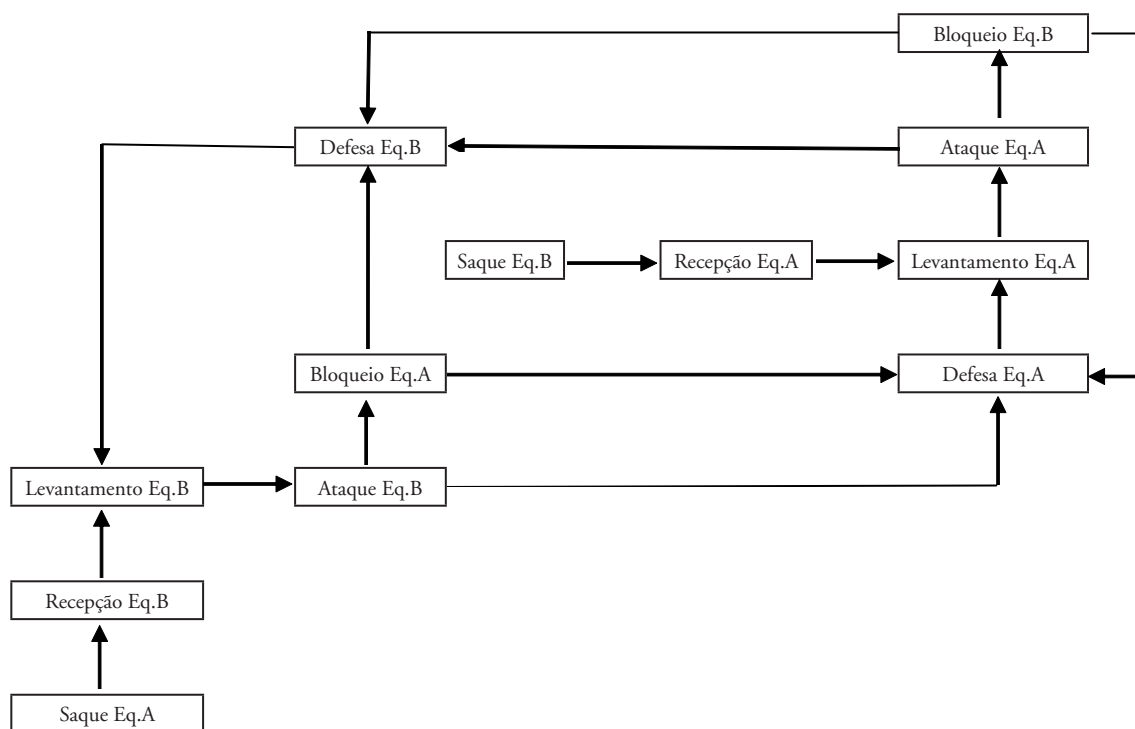 Bloqueio Eq.B
Defesa Eq.B
Ataque Eq.A
Saque Eq.B
Recepção Eq.A
Levantamento Eq.A
Bloqueio Eq.A
Defesa Eq.A
Levantamento Eq.B
Ataque Eq.B
Recepção Eq.B
Saque Eq.A